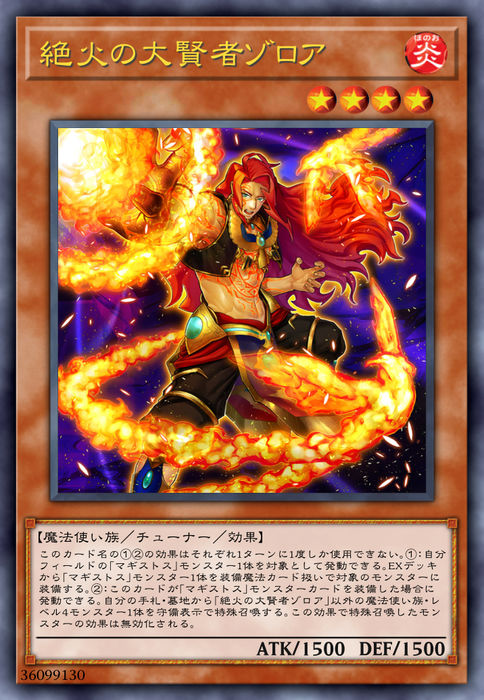 絶火の大賢者ゾロア
ほのお
炎
【魔法使い族／チューナー／効果】
このカード名の①②の効果はそれぞれ1ターンに1度しか使用できない。①：自分
フィールドの「マギストス」モンスター1体を対象として発動できる。EXデッキ
から「マギストス」モンスター1体を装備魔法カード扱いで対象のモンスターに
装備する。②：このカードが「マギストス」モンスターカードを装備した場合に
発動できる。自分の手札・墓地から「絶火の大賢者ゾロア」以外の魔法使い族・レ
ベル4モンスター1体を守備表示で特殊召喚する。この効果で特殊召喚したモン
スターの効果は無効化される。
ATK/1500 DEF/1500
36099130